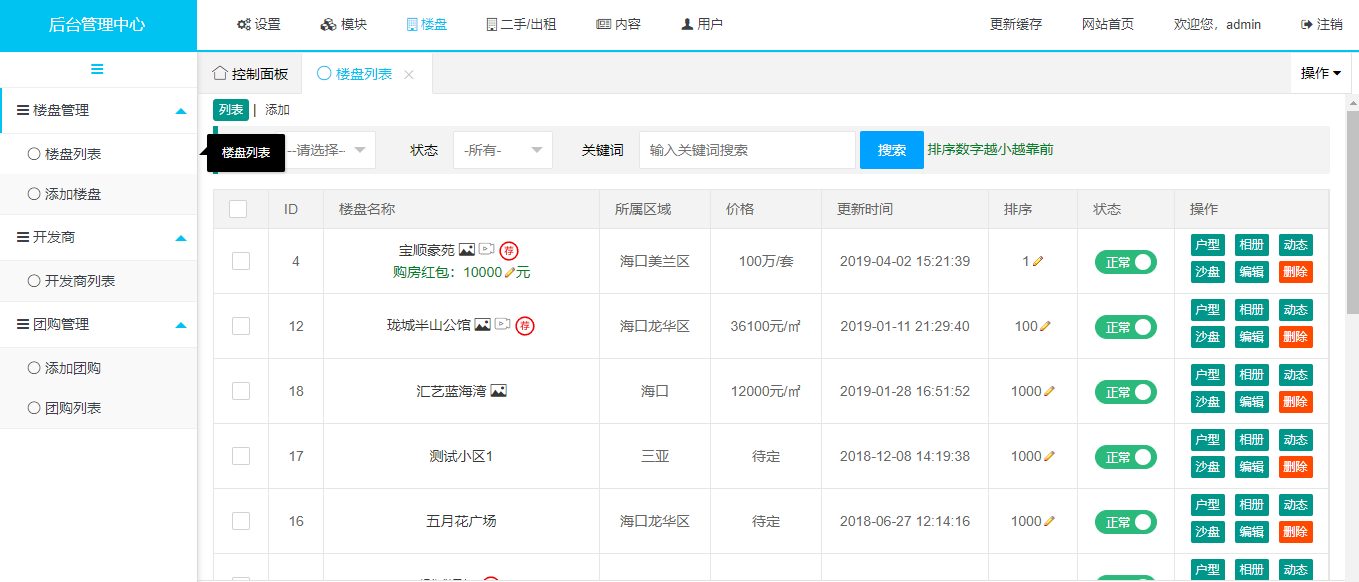 后台管理中心
设置 模块 楼盘 二手/出租 内容 用户 更新缓存 网站首页 欢迎您，admin 注销
控制面板 楼盘列表 操作
楼盘管理
楼盘列表
添加楼盘
开发商
开发商列表
团购管理
添加团购
团购列表
列表 | 添加
楼盘列表
--请选择-- 状态 -所有- 关键词 输入关键词搜索 搜索 排序数字越小越靠前
ID 楼盘名称 所属区域 价格 更新时间 排序 状态 操作
4 宝顺豪苑 荐 海口美兰区 100万/套 2019-04-02 15:21:39 1 正常 户型 相册 动态
购房红包：10000元 沙盘 编辑 删除
12 珑城半山公馆 荐 海口龙华区 36100元/㎡ 2019-01-11 21:29:40 100 正常 户型 相册 动态
沙盘 编辑 删除
18 汇艺蓝海湾 海口 12000元/㎡ 2019-01-28 16:51:52 1000 正常 户型 相册 动态
沙盘 编辑 删除
17 测试小区1 三亚 待定 2018-12-08 14:19:38 1000 正常 户型 相册 动态
沙盘 编辑 删除
16 五月花广场 海口龙华区 待定 2018-06-27 12:14:16 1000 正常 户型 相册 动态
沙盘 编辑 删除
户型 相册 动态